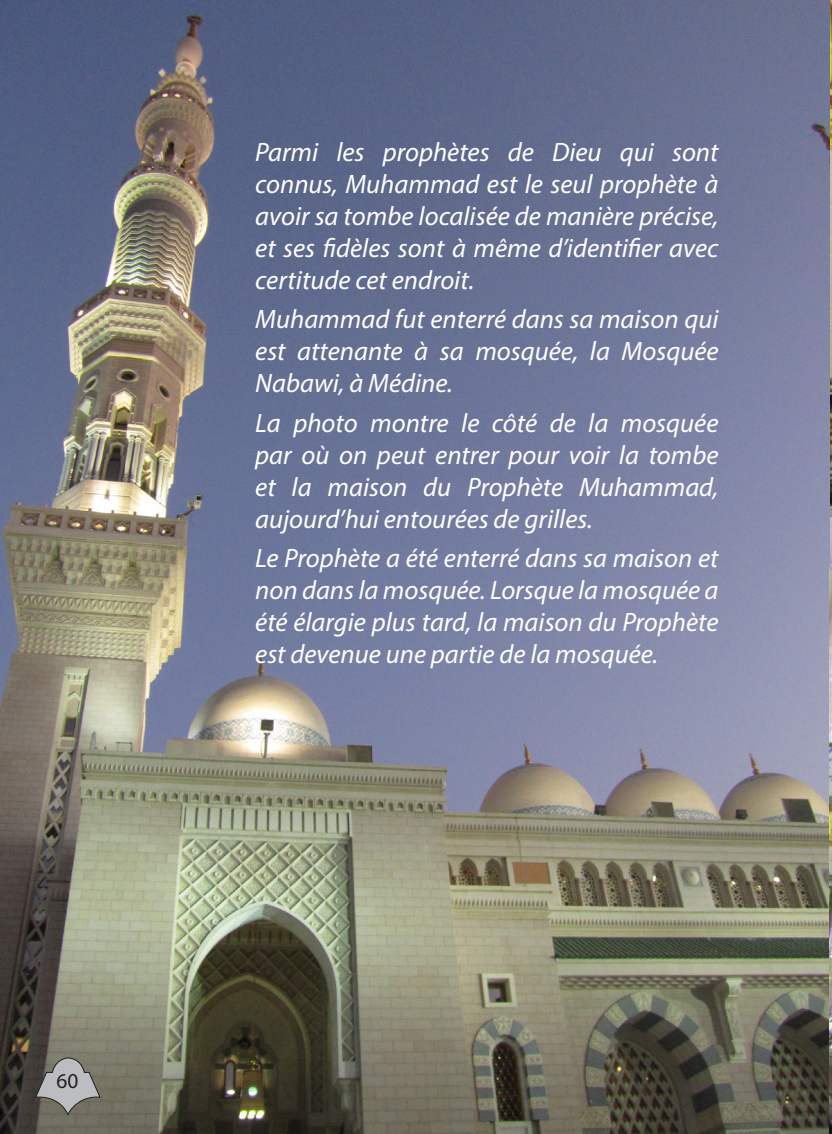 Parmi les prophètes de Dieu qui sont
connus, Muhammad est le seul prophète à
avoir sa tombe localisée de manière précise,
et ses fidèles sont à même d’identifier avec
certitude cet endroit.
Muhammad fut enterré dans sa maison qui
est attenante à sa mosquée, la Mosquée
Nabawi, à Médine.
La photo montre le côté de la mosquée
par où on peut entrer pour voir la tombe
et la maison du Prophète Muhammad,
aujourd’hui entourées de grilles.
Le Prophète a été enterré dans sa maison et
non dans la mosquée. Lorsque la mosquée a
été élargie plus tard, la maison du Prophète
est devenue une partie de la mosquée.
60